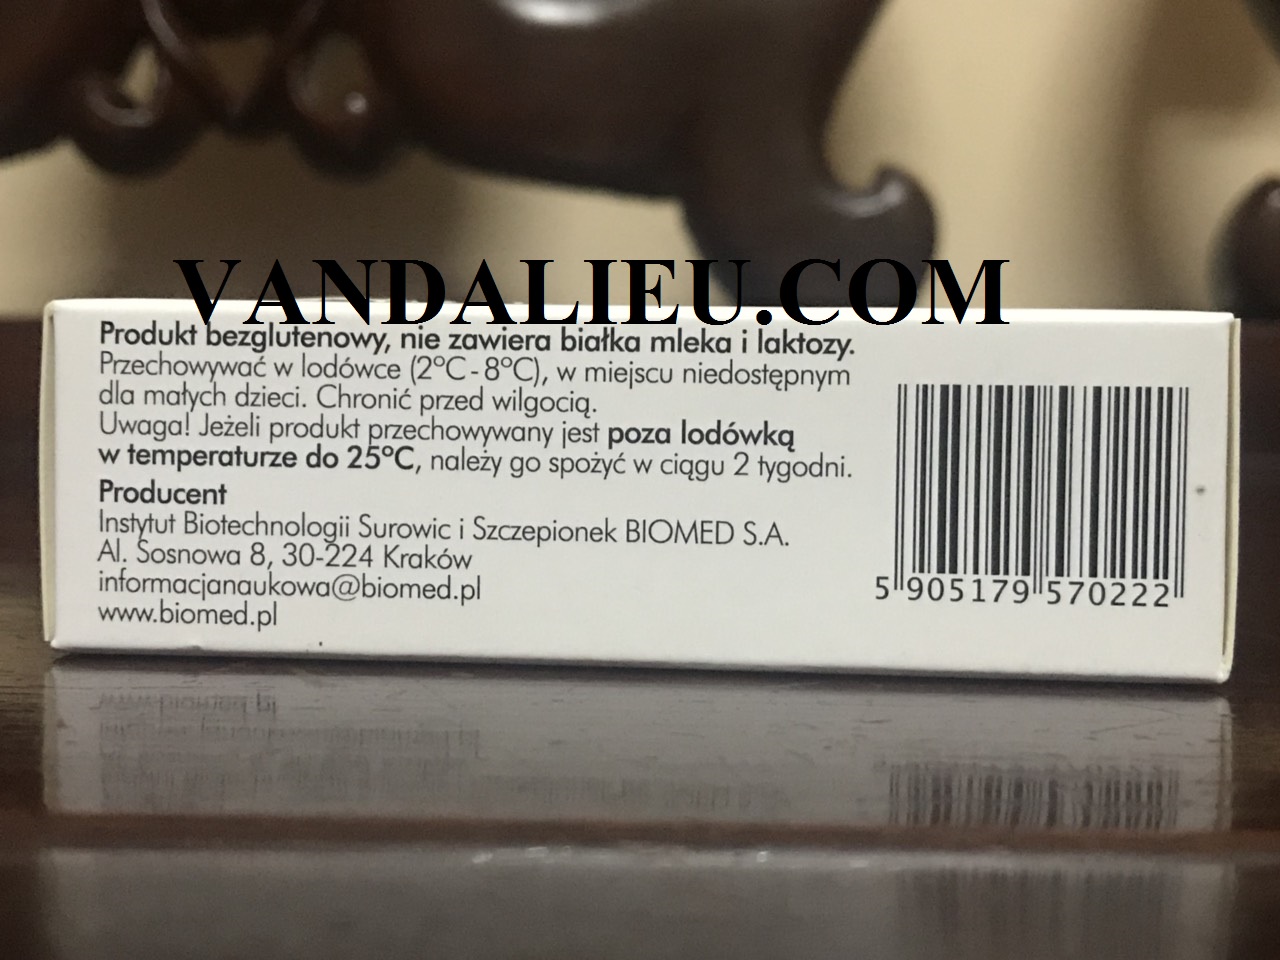 VANDALIEU.COM
Produkt bezglutenowy, nie zawiera białka mleka i laktozy.
Przechowywać w lodówce (2°C-8°C), w miejscu niedostępnym
dla małych dzieci. Chronić przed wilgocią.
Uwaga! Jeżeli produkt przechowywany jest poza lodówką
w temperaturze do 25°C, należy go spożyć w ciągu 2 tygodni.
Producent
Instytut Biotechnologii Surowic i Szczepionek BIOMED S.A.
Al. Sosnowa 8, 30-224 Kraków
informacjanaukowa@biomed.pl
www.biomed.pl
5 905179 570222